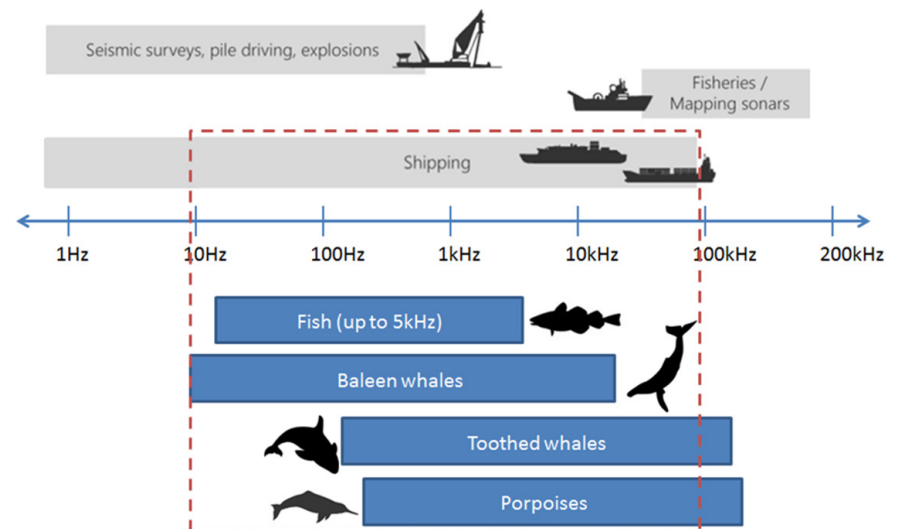 Seismic surveys, pile driving, explosions
Fisheries /
Mapping sonars
Shipping
1Hz 10Hz 100Hz 1kHz 10kHz 100kHz 200kHz
Fish (up to 5kHz)
Baleen whales
Toothed whales
Porpoises